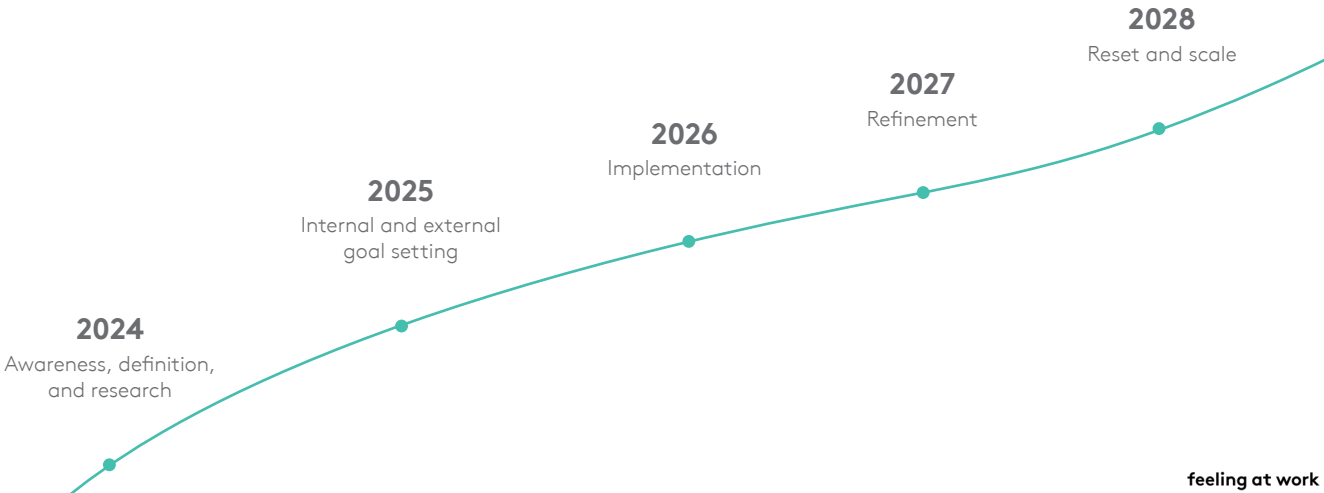 2024
Awareness, definition,
and research
2025
Internal and external
goal setting
2026
Implementation
2027
Refinement
2028
Reset and scale
feeling at work